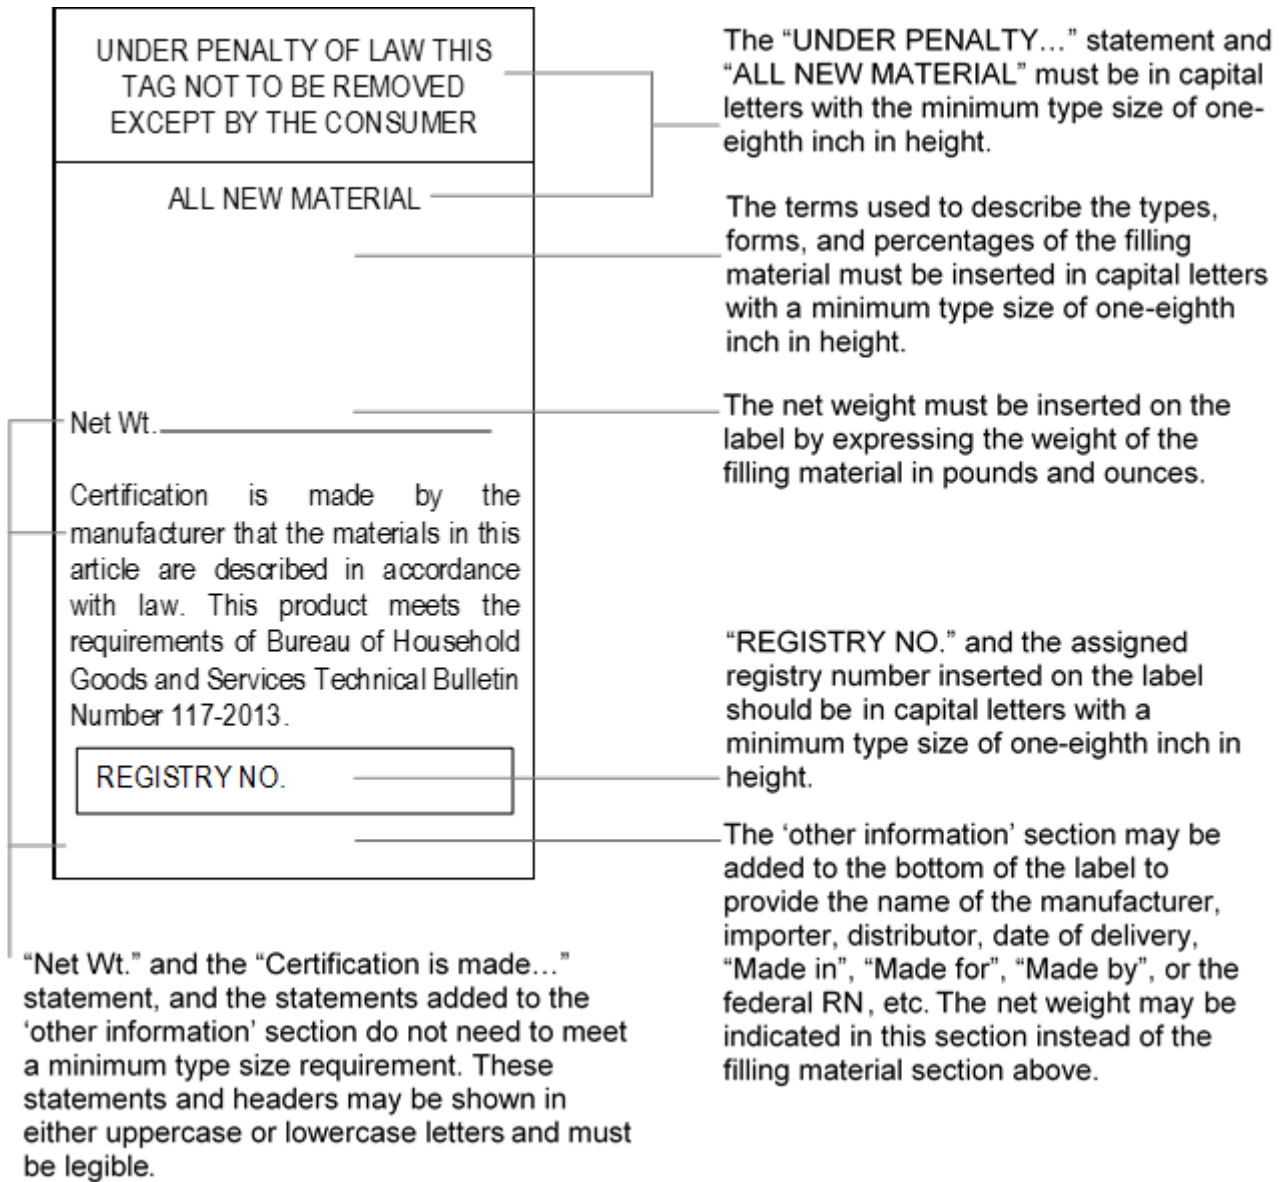 UNDER PENALTY OF LAW THIS
TAG NOT TO BE REMOVED
EXCEPT BY THE CONSUMER
ALL NEW MATERIAL
Net Wt.
Certification is made by the
manufacturer that the materials in this
article are described in accordance
with law. This product meets the
requirements of Bureau of Household
Goods and Services Technical Bulletin
Number 117-2013.
REGISTRY NO.
The “UNDER PENALTY…” statement and
“ALL NEW MATERIAL” must be in capital
letters with the minimum type size of one-
eighth inch in height.
The terms used to describe the types,
forms, and percentages of the filling
material must be inserted in capital letters
with a minimum type size of one-eighth
inch in height.
The net weight must be inserted on the
label by expressing the weight of the
filling material in pounds and ounces.
“REGISTRY NO.” and the assigned
registry number inserted on the label
should be in capital letters with a
minimum type size of one-eighth inch in
height.
The ‘other information’ section may be
added to the bottom of the label to
provide the name of the manufacturer,
importer, distributor, date of delivery,
“Made in”, “Made for”, “Made by”, or the
federal RN, etc. The net weight may be
indicated in this section instead of the
filling material section above.
“Net Wt.” and the “Certification is made…”
statement, and the statements added to the
‘other information’ section do not need to meet
a minimum type size requirement. These
statements and headers may be shown in
either uppercase or lowercase letters and must
be legible.